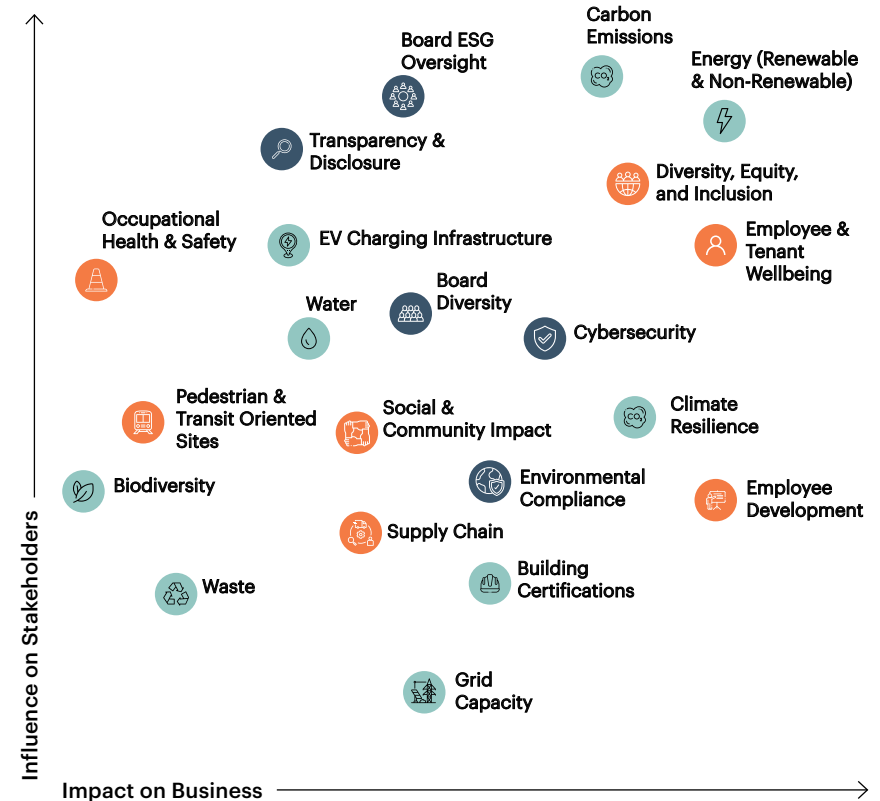 Carbon
Emissions
Board ESG
Oversight
Energy (Renewable
& Non-Renewable)
CO₂
Transparency &
Disclosure
Diversity, Equity,
and Inclusion
Occupational
Health & Safety
EV Charging Infrastructure
Employee &
Tenant
Wellbeing
Board
Diversity
Water
Cybersecurity
Pedestrian &
Transit Oriented
Sites
Social &
Community Impact
CO₂
Climate
Resilience
Biodiversity
Environmental
Compliance
Employee
Development
Supply Chain
Building
Certifications
Waste
Grid
Capacity
Influence on Stakeholders
Impact on Business